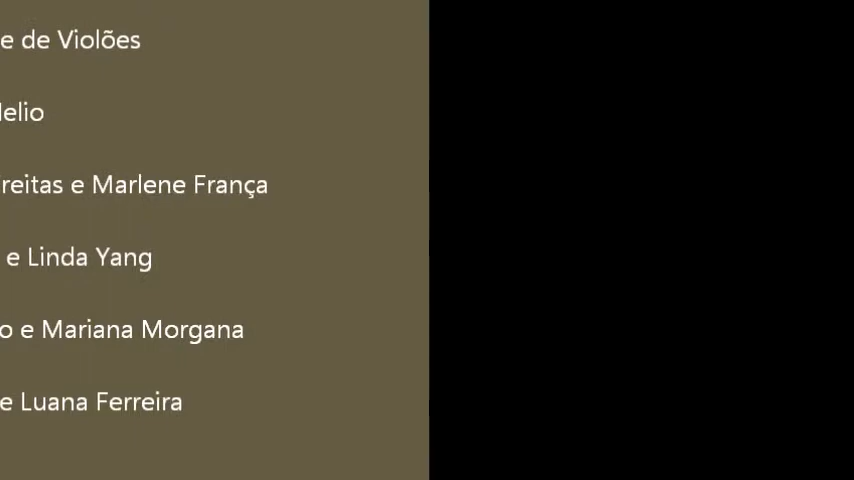 e de Violões
elio
reitas e Marlene França
e Linda Yang
o e Mariana Morgana
e Luana Ferreira